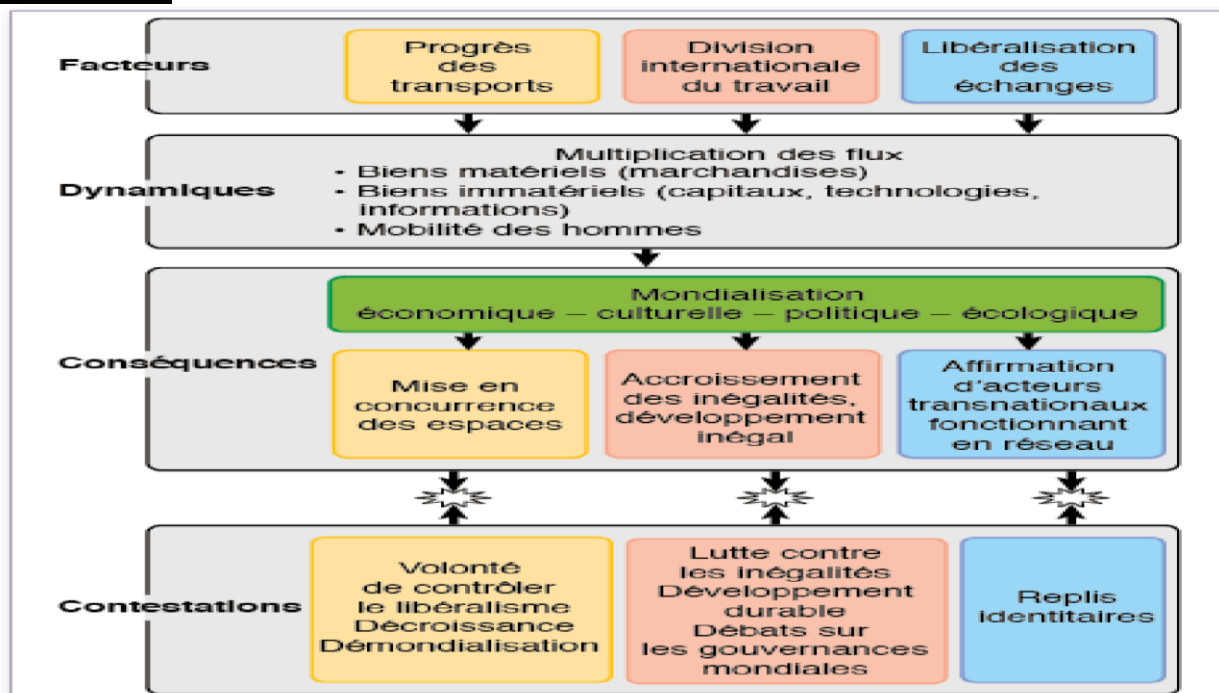 Facteurs
Progrès
des
transports
Division
internationale
du travail
Libéralisation
des
échanges
Dynamiques
Multiplication des flux
• Biens matériels (marchandises)
• Biens immatériels (capitaux, technologies,
informations)
• Mobilité des hommes
Conséquences
Mondialisation
économique – culturelle – politique – écologique
Mise en
concurrence
des espaces
Accroissement
des inégalités,
développement
inégal
Affirmation
d'acteurs
transnationaux
fonctionnant
en réseau
Contestations
Volonté
de contrôler
le libéralisme
Décroissance
Démondialisation
Lutte contre
les inégalités
Développement
durable
Débats sur
les gouvernances
mondiales
Replis
identitaires